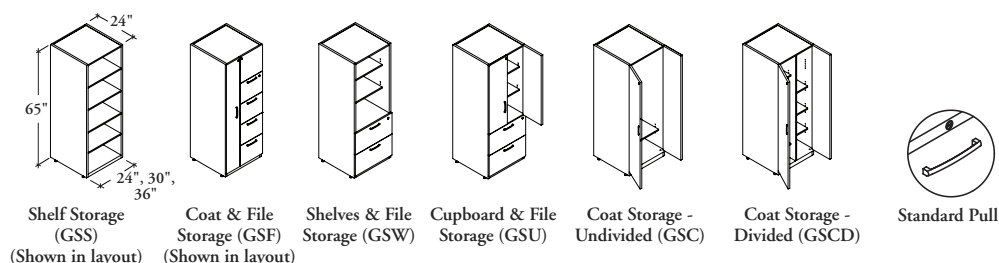 24"
65"
24", 30",
36"
Shelf Storage
(GSS)
(Shown in layout)
Coat & File
Storage (GSF)
(Shown in layout)
Shelves & File
Storage (GSW)
Cupboard & File
Storage (GSU)
Coat Storage -
Undivided (GSC)
Coat Storage -
Divided (GSCD)
Standard Pull